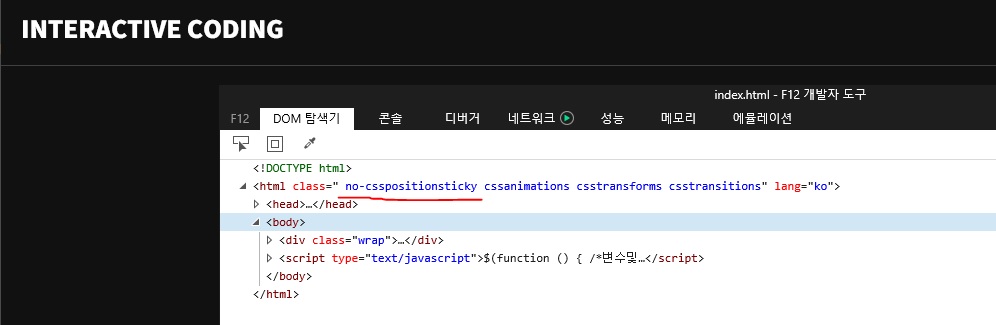 INTERACTIVE CODING
index.html - F12 개발자 도구
F12 DOM 탐색기 콘솔 디버거 네트워크 성능 메모리 에뮬레이션
<!DOCTYPE html>
<html class=" no-csspositionsticky cssanimations csstransforms csstransitions" lang="ko">
<head>…</head>
<body>
<div class="wrap">…</div>
<script type="text/javascript">$(function () { /*변수및…</script>
</body>
</html>